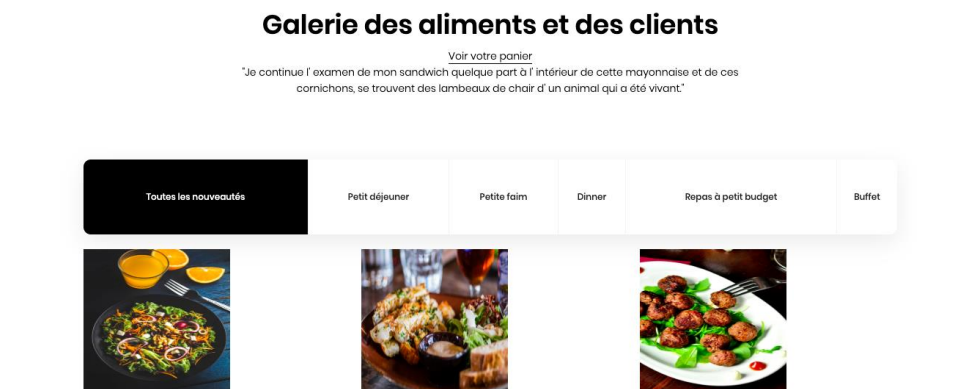 Galerie des aliments et des clients
Voir votre panier
"Je continue l' examen de mon sandwich quelque part à l' intérieur de cette mayonnaise et de ces
cornichons, se trouvent des lambeaux de chair d' un animal qui a été vivant."
Toutes les nouveautés
Petit déjeuner
Petite faim
Dinner
Repas à petit budget
Buffet